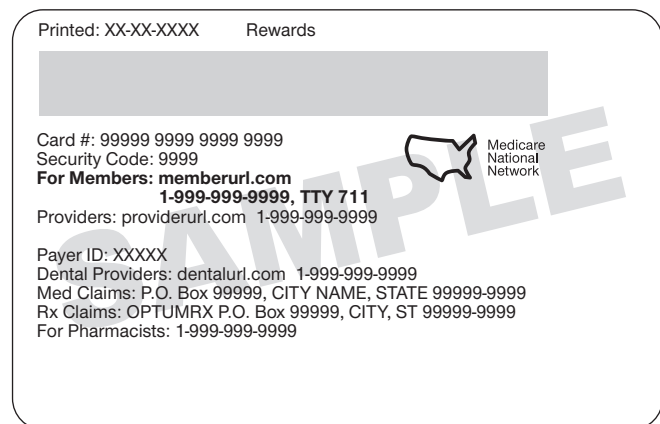 Printed: XX-XX-XXXX Rewards
Card #: 99999 9999 9999 9999
Security Code: 9999
For Members: memberurl.com
1-999-999-9999, TTY 711
Providers: providerurl.com 1-999-999-9999
Medicare
National
Network
Payer ID: XXXXX
Dental Providers: dentalurl.com 1-999-999-9999
Med Claims: P.O. Box 99999, CITY NAME, STATE 99999-9999
Rx Claims: OPTUMRX P.O. Box 99999, CITY, ST 99999-9999
For Pharmacists: 1-999-999-9999
SAMPLE